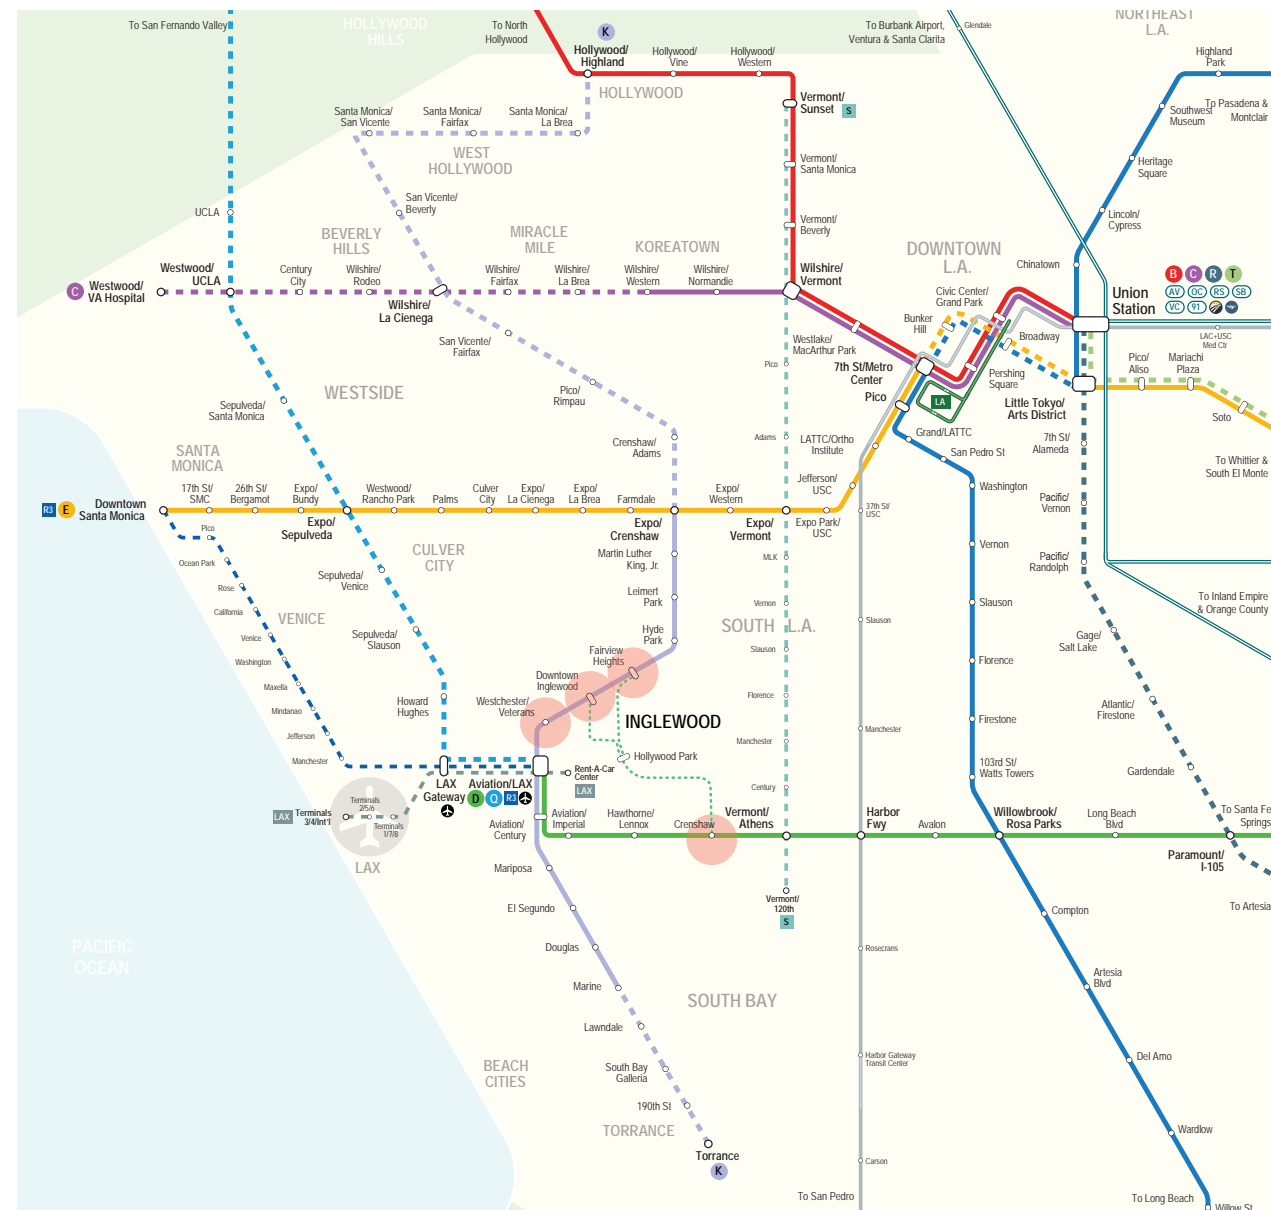 To San Fernando Valley
HOLLYWOOD
HILLS
To North
Hollywood
K
Hollywood/
Highland
Hollywood/
Vine
Hollywood/
Western
To Burbank Airport,
Ventura & Santa Clarita
Glendale
NORTHEAST
L.A.
Highland
Park
HOLLYWOOD
Vermont/
Sunset
S
Southwest
Museum
To Pasadena &
Montclair
Santa Monica/
San Vicente
Santa Monica/
Fairfax
Santa Monica/
La Brea
WEST
HOLLYWOOD
Vermont/
Santa Monica
Heritage
Square
UCLA
San Vicente/
Beverly
Vermont/
Beverly
Lincoln/
Cypress
BEVERLY
HILLS
MIRACLE
MILE
KOREATOWN
DOWNTOWN
L.A.
Chinatown
C
Westwood/
VA Hospital
Westwood/
UCLA
Century
City
Wilshire/
Rodeo
Wilshire/
La Cienega
Wilshire/
Fairfax
Wilshire/
La Brea
Wilshire/
Western
Wilshire/
Normandie
Wilshire/
Vermont
Civic Center/
Grand Park
Bunker
Hill
Broadway
Union
Station
B
C
R
T
AV
OC
RS
SB
VC
91
LAC+USC
Med Ctr
San Vicente/
Fairfax
Westlake/
MacArthur Park
Pico
7th St/Metro
Center
Pico
Pershing
Square
LA
Little Tokyo/
Arts District
Pico/
Aliso
Mariachi
Plaza
Soto
WESTSIDE
Pico/
Rimpau
Sepulveda/
Santa Monica
Crenshaw/
Adams
Adams
LATTC/Ortho
Institute
Grand/LATTC
San Pedro St
7th St/
Alameda
To Whittier &
South El Monte
SANTA
MONICA
R3
E
Downtown
Santa Monica
17th St/
SMC
26th St/
Bergamot
Expo/
Bundy
Expo/
Sepulveda
Westwood/
Rancho Park
Palms
Culver
City
Expo/
La Cienega
Expo/
La Brea
Farmdale
Expo/
Crenshaw
Expo/
Western
Expo/
Vermont
Jefferson/
USC
Expo Park/
USC
37th St/
USC
Washington
Pacific/
Vernon
Pico
Ocean Park
Rose
California
Venice
Washington
Maxella
Mindanao
Jefferson
Manchester
CULVER
CITY
Sepulveda/
Venice
VENICE
Sepulveda/
Slauson
Martin Luther
King, Jr.
Leimert
Park
Hyde
Park
MLK
Vernon
SOUTH L.A.
Slauson
Florence
Manchester
Century
Slauson
Manchester
Vernon
Slauson
Florence
Firestone
103rd St/
Watts Towers
Pacific/
Randolph
To Inland Empire
& Orange County
Gage/
Salt Lake
Atlantic/
Firestone
Gardendale
Fairview
Heights
Downtown
Inglewood
Westchester/
Veterans
INGLEWOOD
Howard
Hughes
Hollywood Park
LAX
Gateway
Aviation/LAX
D
Q
R3
Rent-A-Car
Center
LAX
LAX
Terminals
3/4/Int'l
Terminals
2/5/6
Terminals
1/7/8
LAX
Aviation/
Century
Aviation/
Imperial
Hawthorne/
Lennox
Crenshaw
Vermont/
Athens
Harbor
Fwy
Avalon
Willowbrook/
Rosa Parks
Long Beach
Blvd
To Santa Fe
Springs
Paramount/
I-105
To Artesia
Mariposa
El Segundo
Douglas
Marine
Lawndale
South Bay
Galleria
190th St
Torrance
K
Vermont/
120th
S
PACIFIC
OCEAN
SOUTH BAY
BEACH
CITIES
TORRANCE
Rosecrans
Harbor Gateway
Transit Center
Carson
To San Pedro
Compton
Artesia
Blvd
Del Amo
Wardlow
To Long Beach
Willow St